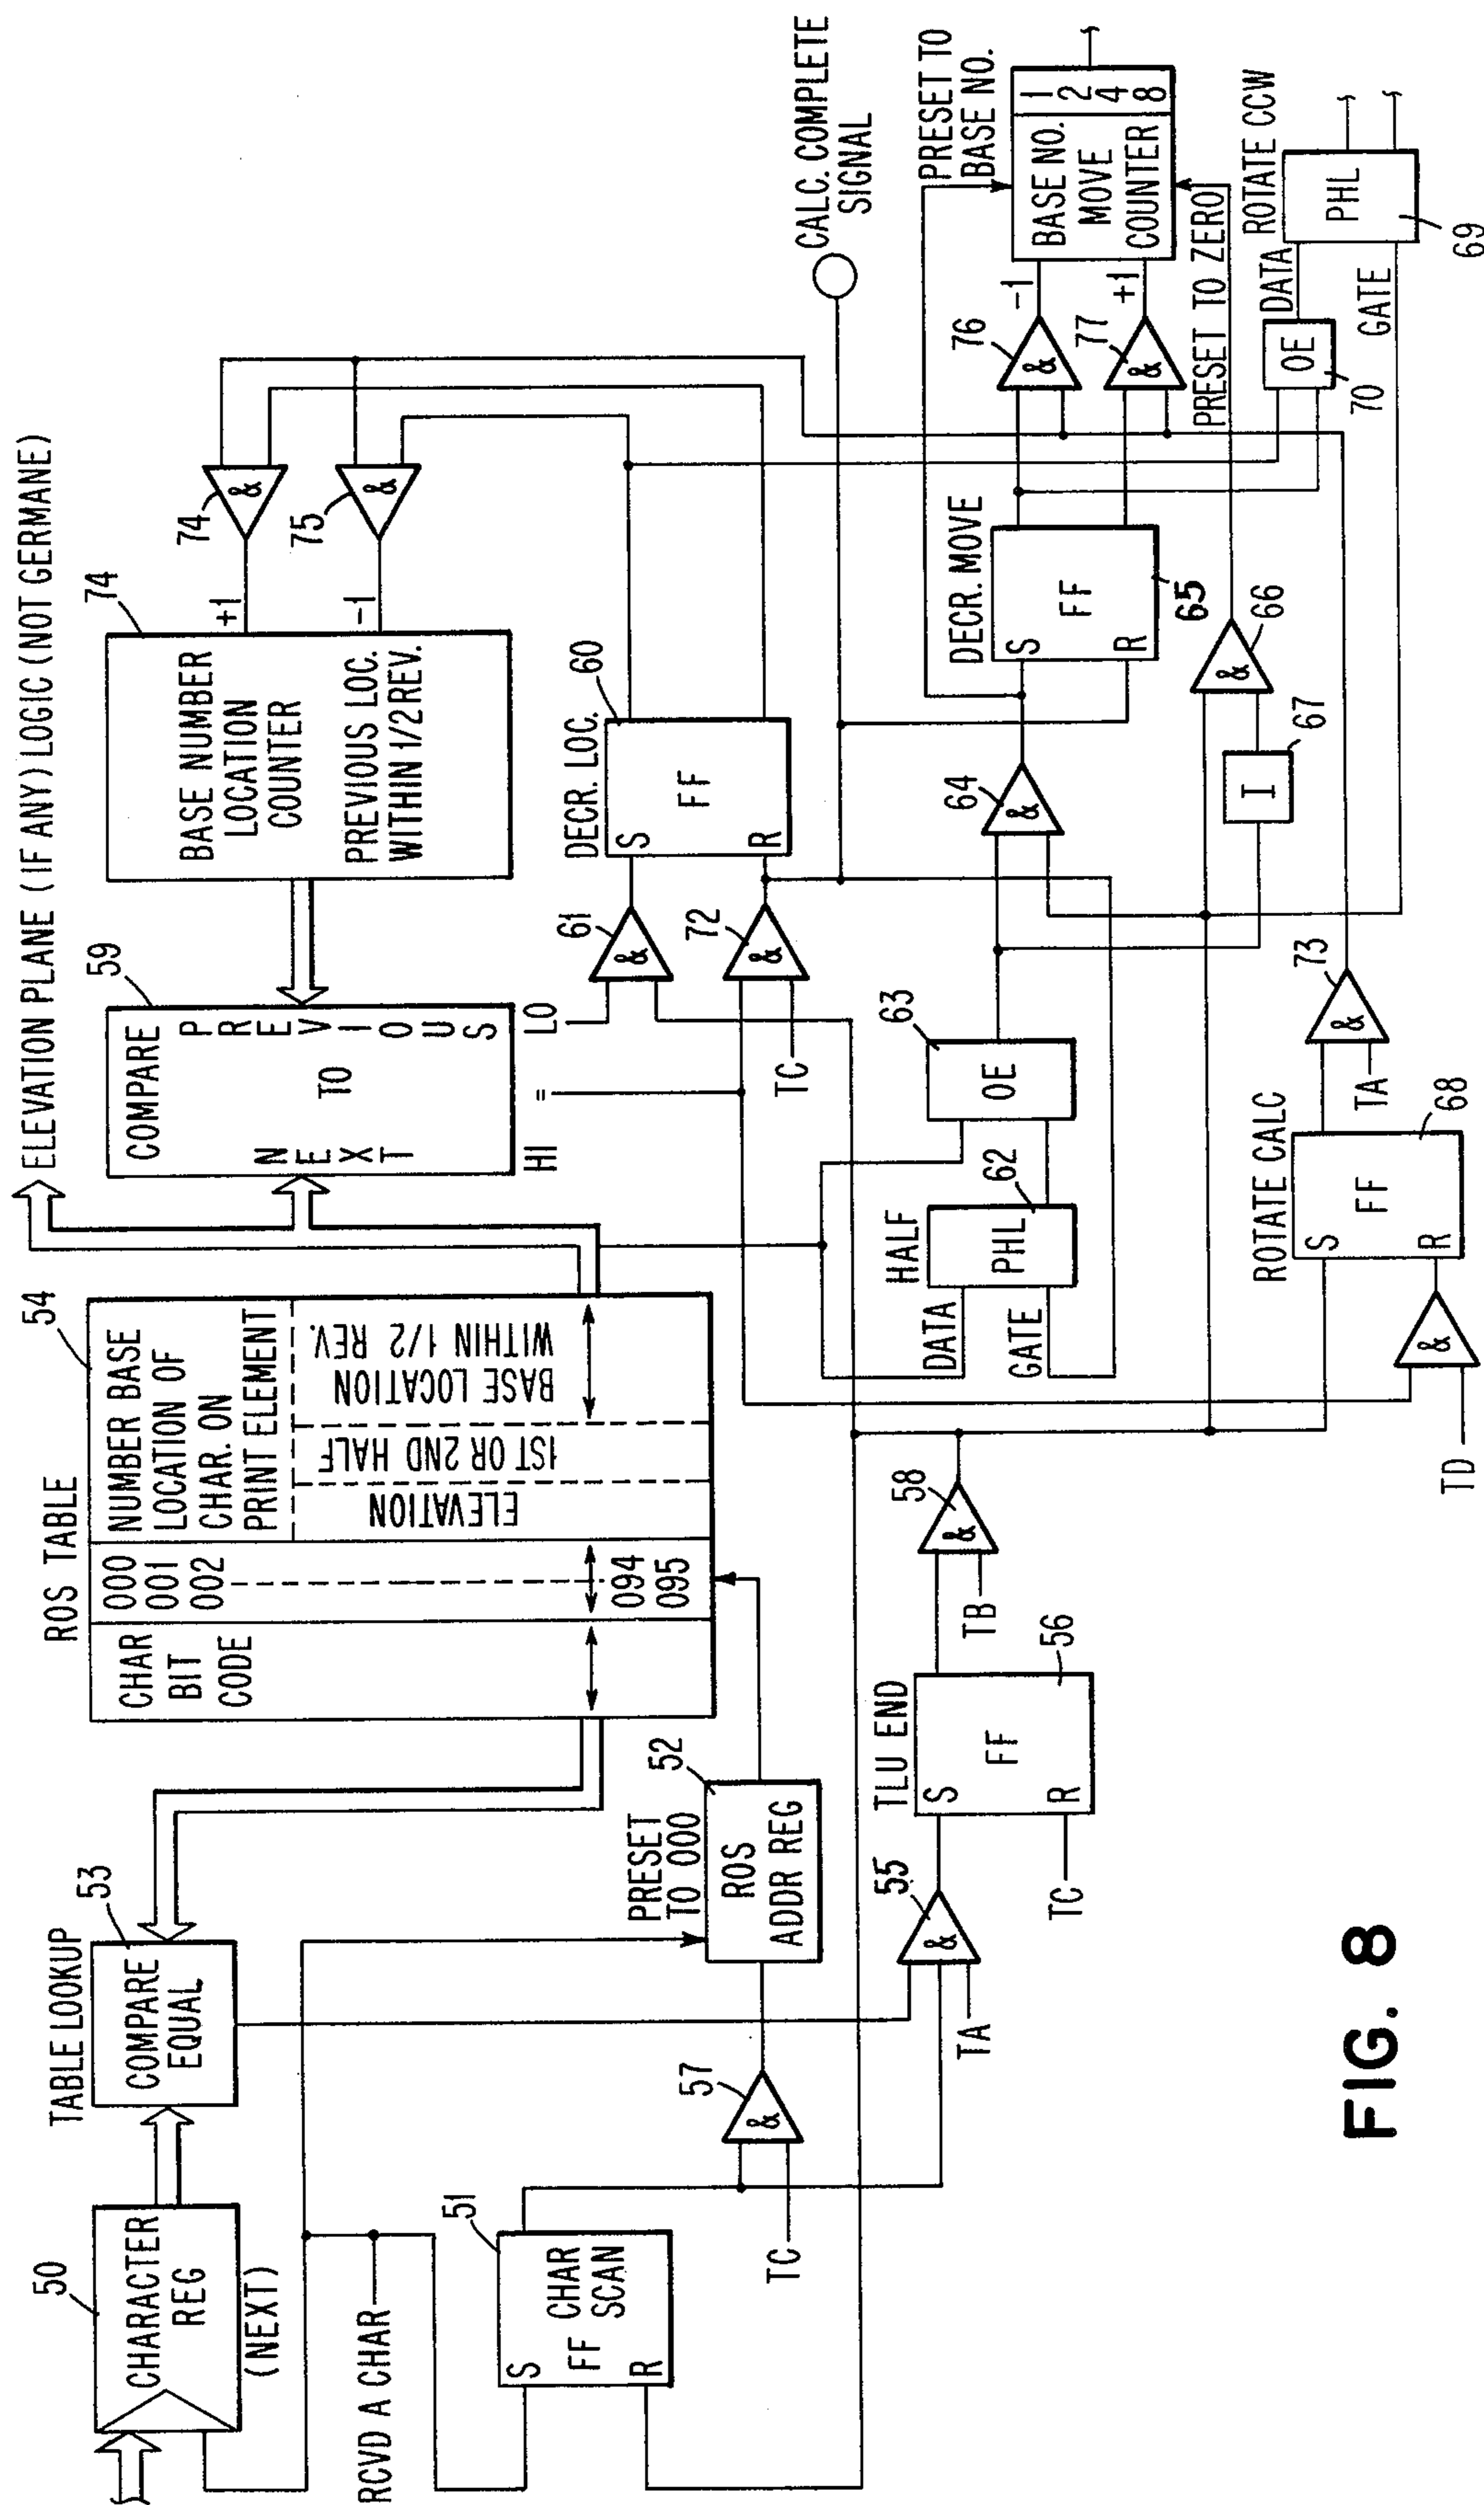 ELEVATION PLANE (IF ANY) LOGIC (NOT GERMANE)
50
CHARACTER
REG
(NEXT)
TABLE LOOKUP
53
COMPARE
EQUAL
ROS TABLE
54
CHAR
BIT
CODE
000
001
002
094
095
NUMBER BASE
LOCATION OF
CHAR. ON
PRINT ELEMENT
ELEVATION
1ST OR 2ND HALF
BASE LOCATION
WITHIN 1/2 REV.
59
COMPARE
NEXT
TO
PREVIOUS
HI
=
LO
74
BASE NUMBER
LOCATION
COUNTER
PREVIOUS LOC.
WITHIN 1/2 REV.
+1
-1
74
&
75
&
RCVD A CHAR
51
S
FF
R
CHAR
SCAN
57
&
TC
PRESET
TO 000
52
ROS
ADDR REG
55
&
TA
TLU END
S
FF
R
56
TC
58
&
TB
61
&
72
&
TC
DECR. LOC.
60
S
FF
R
CALC. COMPLETE
SIGNAL
HALF
62
PHL
DATA
GATE
63
OE
64
&
DECR. MOVE
S
FF
R
65
66
&
67
I
76
&
-1
77
&
+1
PRESET TO
BASE NO.
BASE NO.
MOVE
COUNTER
1
2
4
8
PRESET TO ZERO
ROTATE CALC
S
FF
R
68
&
TD
73
&
TA
OE
70
DATA
GATE
ROTATE CCW
PHL
69
FIG. 8